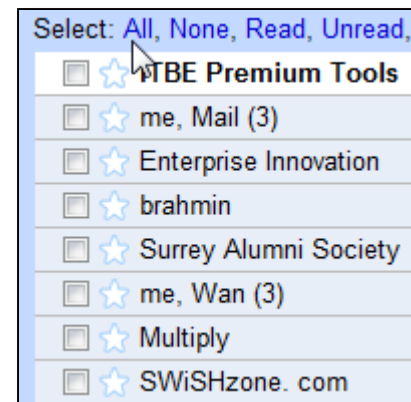 Select: All, None, Read, Unread,
ITBE Premium Tools
me, Mail (3)
Enterprise Innovation
brahmin
Surrey Alumni Society
me, Wan (3)
Multiply
SWiSHzone. com